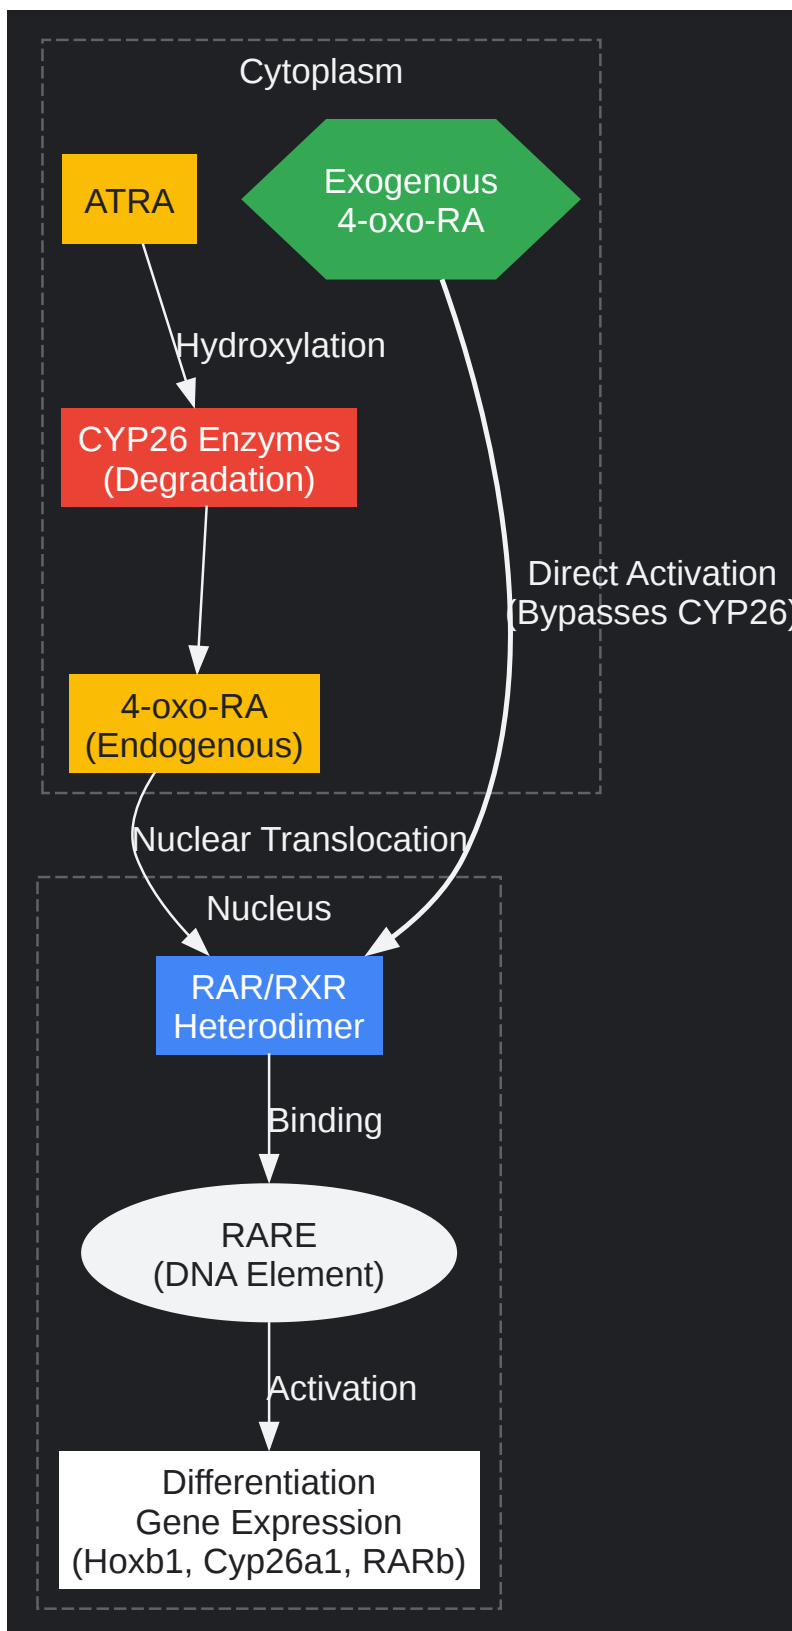 Cytoplasm
ATRA
Exogenous
4-oxo-RA
Hydroxylation
CYP26 Enzymes
(Degradation)
Direct Activation
(Bypasses CYP26)
4-oxo-RA
(Endogenous)
Nuclear Translocation
Nucleus
RAR/RXR
Heterodimer
Binding
RARE
(DNA Element)
Activation
Differentiation
Gene Expression
(Hoxb1, Cyp26a1, RARb)